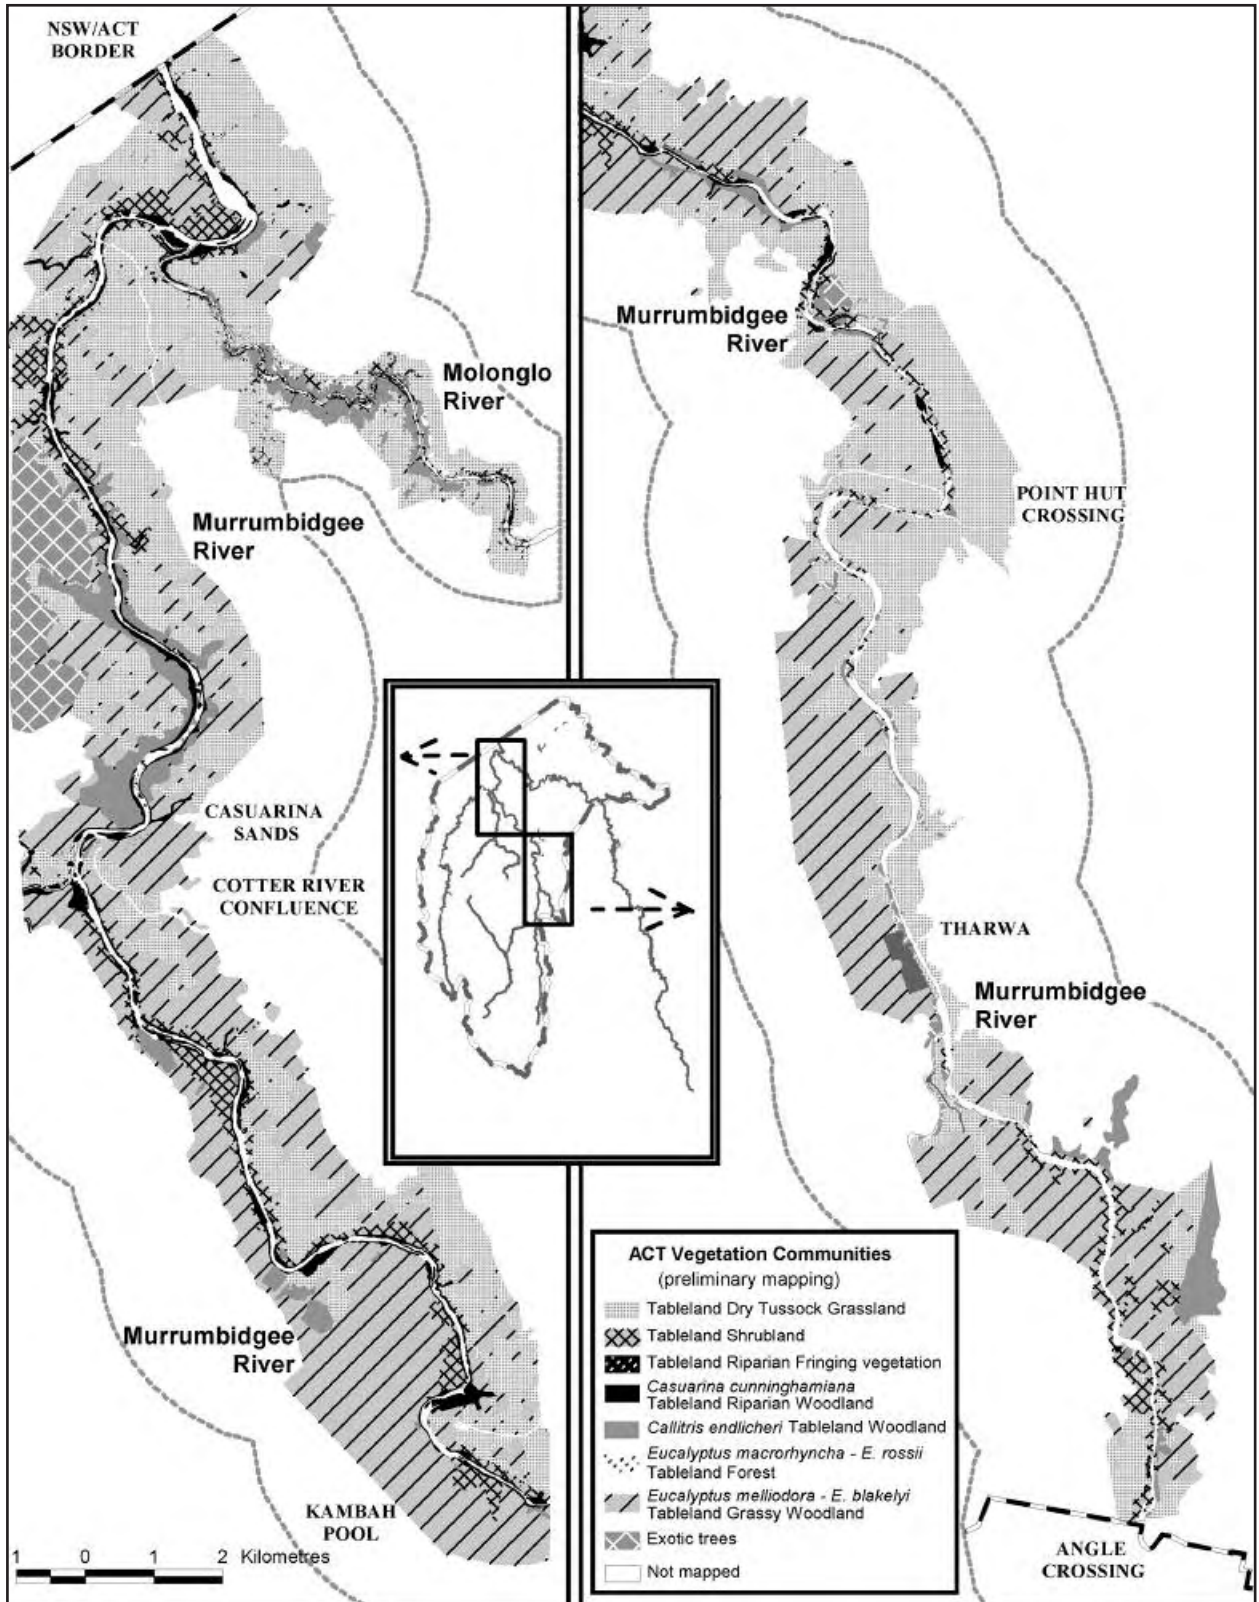 NSW/ACT
BORDER
Molonglo
River
Murrumbidgee
River
CASUARINA
SANDS
COTTER RIVER
CONFLUENCE
Murrumbidgee
River
KAMBAH
POOL
1 0 1 2 Kilometres
Murrumbidgee
River
POINT HUT
CROSSING
THARWA
Murrumbidgee
River
ACT Vegetation Communities
(preliminary mapping)
Tableland Dry Tussock Grassland
Tableland Shrubland
Tableland Riparian Fringing vegetation
Casuarina cunninghamiana
Tableland Riparian Woodland
Callitris endlicheri Tableland Woodland
Eucalyptus macrorhyncha - E. rossii
Tableland Forest
Eucalyptus melliodora - E. blakelyi
Tableland Grassy Woodland
Exotic trees
Not mapped
ANGLE
CROSSING